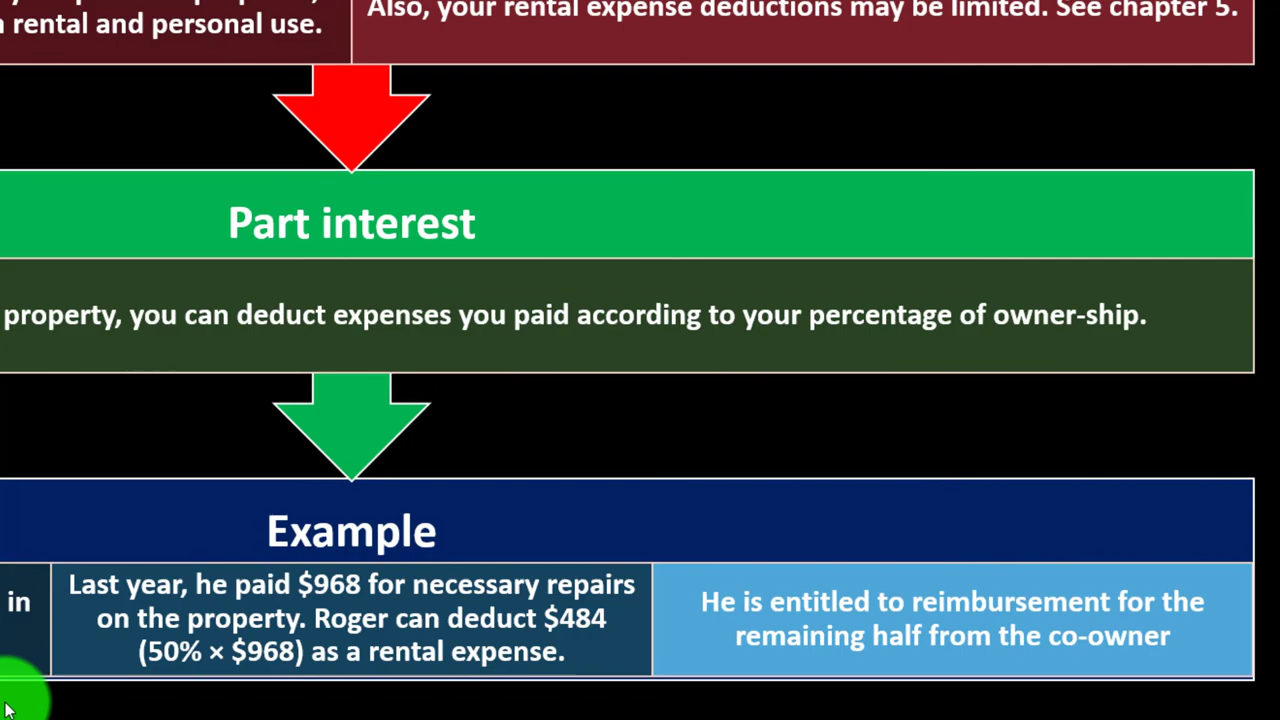 Also, your rental expense deductions may be limited. See chapter 5.
rental and personal use.
Part interest
property, you can deduct expenses you paid according to your percentage of owner-ship.
Example
in
Last year, he paid $968 for necessary repairs
on the property. Roger can deduct $484
(50% × $968) as a rental expense.
He is entitled to reimbursement for the
remaining half from the co-owner